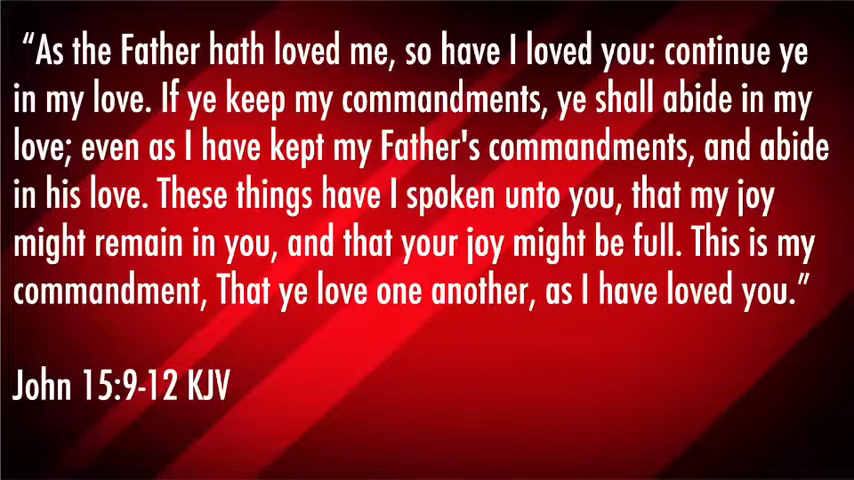 “As the Father hath loved me, so have I loved you: continue ye
in my love. If ye keep my commandments, ye shall abide in my
love; even as I have kept my Father's commandments, and abide
in his love. These things have I spoken unto you, that my joy
might remain in you, and that your joy might be full. This is my
commandment, That ye love one another, as I have loved you.”
John 15:9-12 KJV